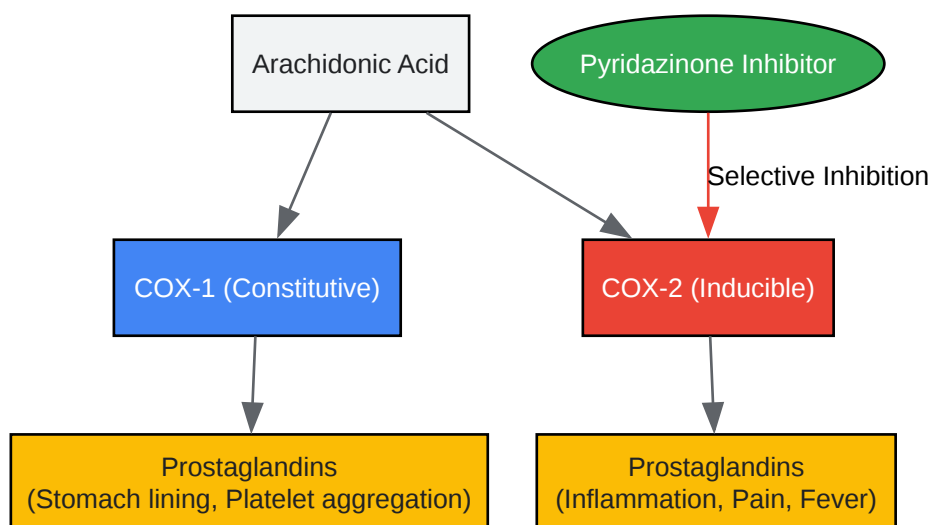 Arachidonic Acid
Pyridazinone Inhibitor
Selective Inhibition
COX-1 (Constitutive)
COX-2 (Inducible)
Prostaglandins
(Stomach lining, Platelet aggregation)
Prostaglandins
(Inflammation, Pain, Fever)